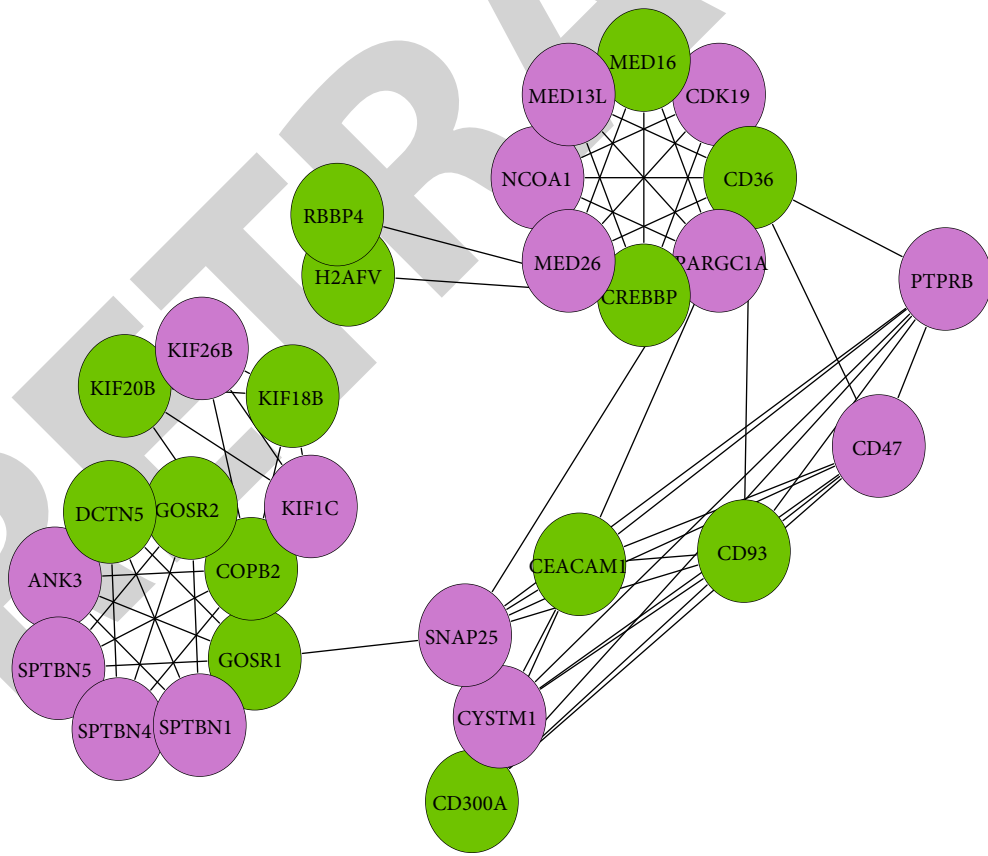 MED16
MED13L
CDK19
NCOA1
CD36
RBBP4
MED26
PARGC1A
H2AFV
CREBBP
PTPRB
KIF26B
KIF20B
KIF18B
CD47
DCTN5
GOSR2
KIF1C
CD93
CEACAM1
ANK3
COPB2
SNAP25
SPTBN5
GOSR1
CYSTM1
SPTBN4
SPTBN1
CD300A